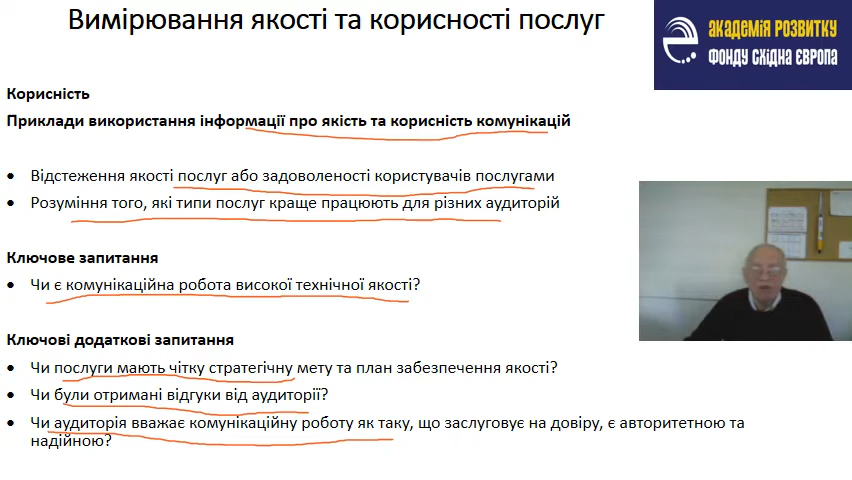 Вимірювання якості та корисності послуг
АКАДЕМІЯ РОЗВИТКУ
ФОНДУ СХІДНА ЄВРОПА
Корисність
Приклади використання інформації про якість та корисність комунікацій
• Відстеження якості послуг або задоволеності користувачів послугами
• Розуміння того, які типи послуг краще працюють для різних аудиторій
Ключове запитання
• Чи є комунікаційна робота високої технічної якості?
Ключові додаткові запитання
• Чи послуги мають чітку стратегічну мету та план забезпечення якості?
• Чи були отримані відгуки від аудиторії?
• Чи аудиторія вважає комунікаційну роботу як таку, що заслуговує на довіру, є авторитетною та
надійною?